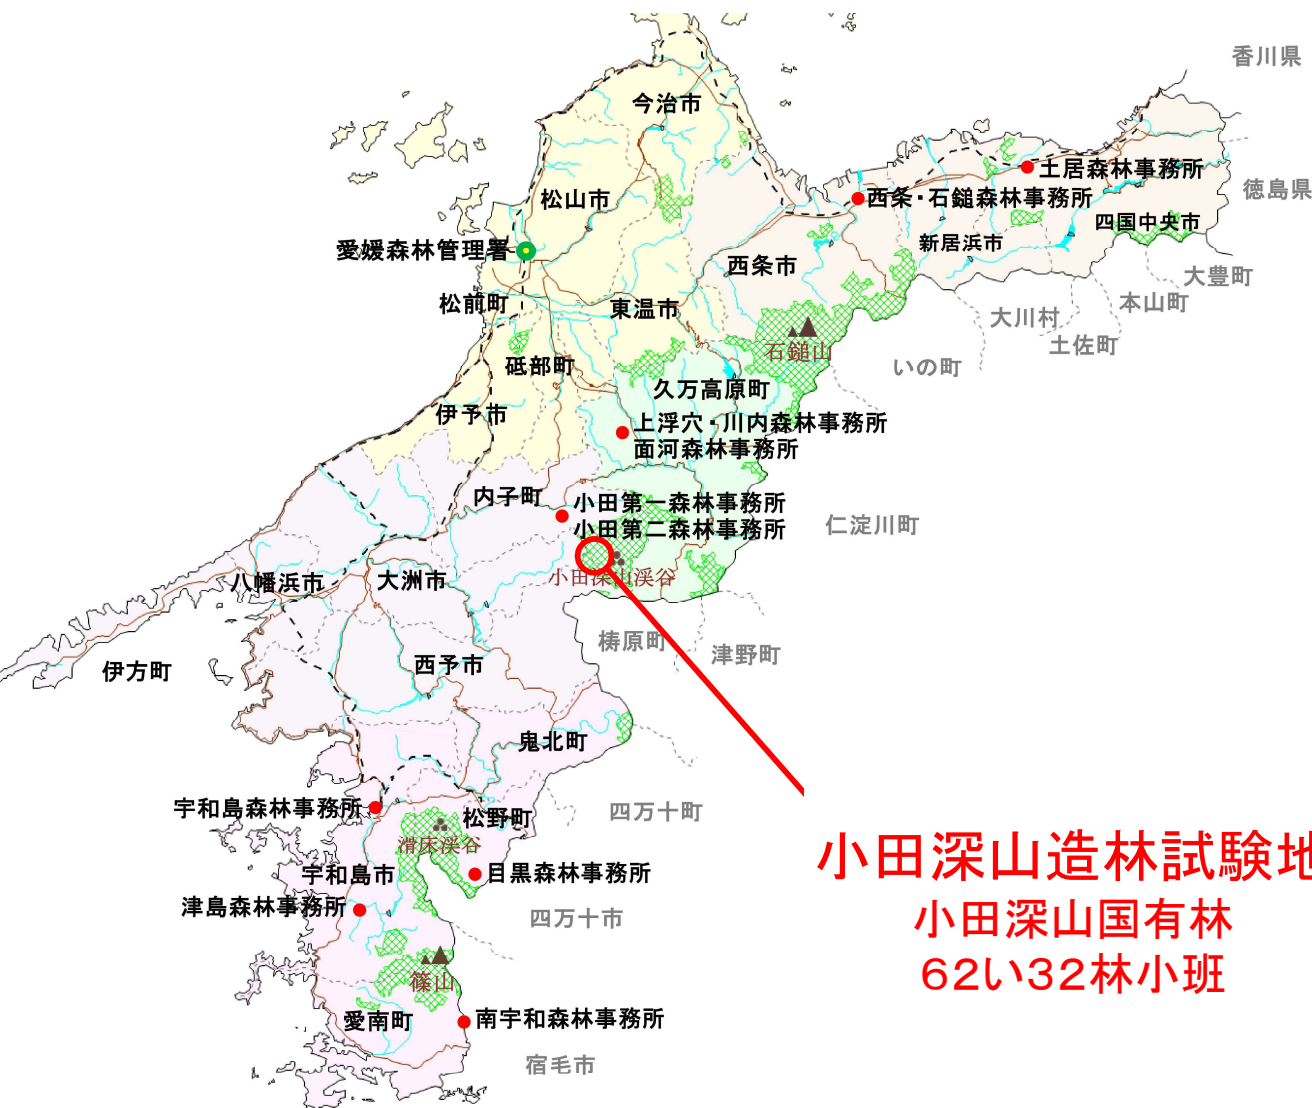 香川県
今治市
土居森林事務所
徳島県
西条・石鎚森林事務所
松山市
四国中央市
新居浜市
愛媛森林管理署
西条市
大豊町
松前町
東温市
本山町
大川村
土佐町
石鎚山
砥部町
いの町
久万高原町
伊予市
上浮穴・川内森林事務所
面河森林事務所
内子町
小田第一森林事務所
小田第二森林事務所
仁淀川町
八幡浜市
大洲市
小田深山渓谷
梼原町
津野町
伊方町
西予市
鬼北町
宇和島森林事務所
四万十町
松野町
滑床渓谷
小田深山造林試験地
宇和島市
目黒森林事務所
津島森林事務所
四万十市
小田深山国有林
62い32林小班
篠山
愛南町
南宇和森林事務所
宿毛市